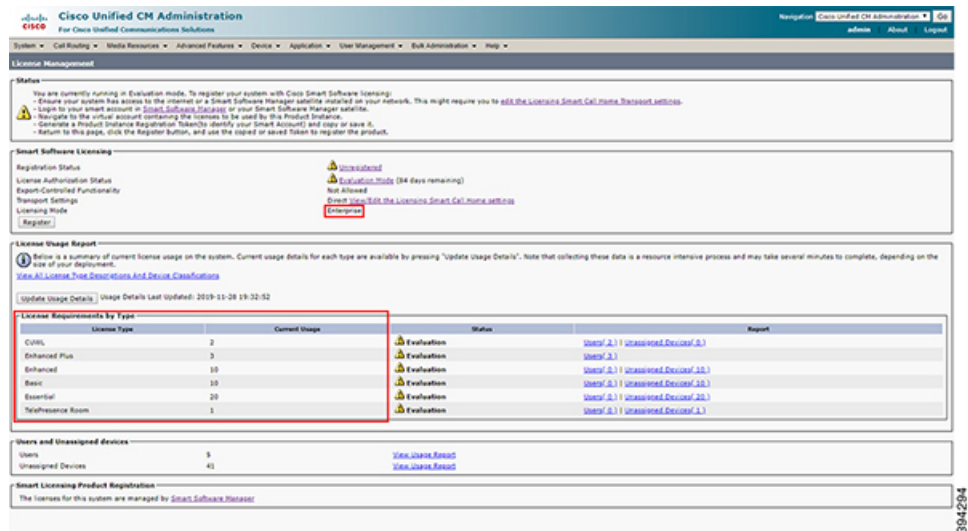 CISCO
Cisco Unified CM Administration
For Cisco Unified Communications Solutions
Navigation Cisco Unified CM Administration Go
admin About Logout
System Call Routing Media Resources Advanced Features Device Application User Management Bulk Administration Help
License Management
Status
You are currently running in Evaluation mode. To register your system with Cisco Smart Software licensing:
- Ensure your system has access to the internet or a Smart Software Manager satellite installed on your network. This might require you to edit the Licensing Smart Call Home Transport settings.
- Login to your smart account in Smart Software Manager or your Smart Software Manager satellite.
- Navigate to the virtual account containing the licenses to be used by this Product Instance.
- Generate a Product Instance Registration Token(to identify your Smart Account) and copy or save it.
- Return to this page, click the Register button, and use the copied or saved Token to register the product.
Smart Software Licensing
Registration Status Unregistered
License Authorization Status Evaluation Mode (84 days remaining)
Export-Controlled Functionality Not Allowed
Transport Settings Direct View/Edit the Licensing Smart Call Home settings
Licensing Mode Enterprise
Register
License Usage Report
Below is a summary of current license usage on the system. Current usage details for each type are available by pressing "Update Usage Details". Note that collecting these data is a resource intensive process and may take several minutes to complete, depending on the
size of your deployment.
View All License Type Descriptions And Device Classifications
Update Usage Details Usage Details Last Updated: 2019-11-28 19:32:52
License Requirements by Type
License Type Current Usage Status Report
CUWL 2 Evaluation Users( 2 ) | Unassigned Devices( 0 )
Enhanced Plus 3 Evaluation Users( 3 )
Enhanced 10 Evaluation Users( 0 ) | Unassigned Devices( 10 )
Basic 10 Evaluation Users( 0 ) | Unassigned Devices( 10 )
Essential 20 Evaluation Users( 0 ) | Unassigned Devices( 20 )
TelePresence Room 1 Evaluation Users( 0 ) | Unassigned Devices( 1 )
Users and Unassigned devices
Users 5 View Usage Report
Unassigned Devices 41 View Usage Report
Smart Licensing Product Registration
The licenses for this system are managed by Smart Software Manager
394294